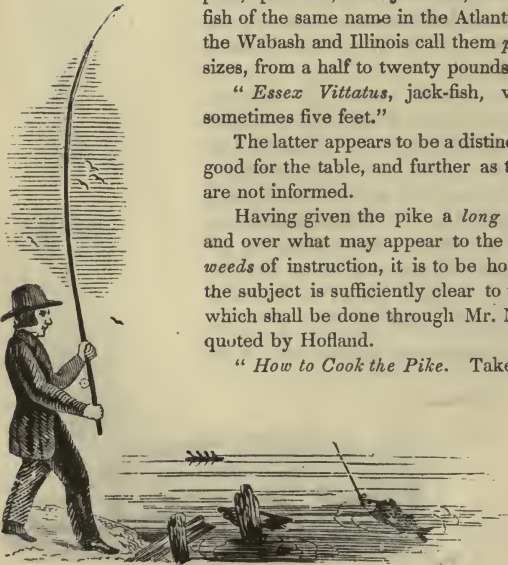 fish of the same name in the Atlant
the Wabash and Illinois call them
sizes, from a half to twenty pounds
“ Essex Vittatus, jack-fish,
sometimes five feet.”
The latter appears to be a distinc
good for the table, and further as
are not informed.
Having given the pike a long
and over what may appear to the
weeds of instruction, it is to be ho
the subject is sufficiently clear to
which shall be done through Mr.
quoted by Hofland.
“ How to Cook the Pike. Take